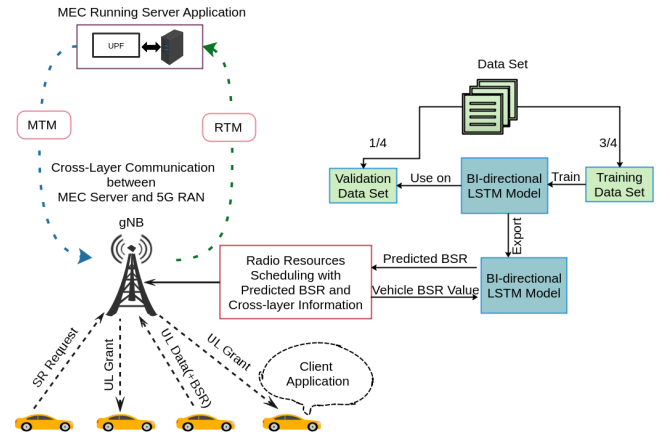 MEC Running Server Application
UPF
MTM
RTM
Cross-Layer Communication
between
MEC Server and 5G RAN
gNB
Data Set
1/4
3/4
Validation
Data Set
Use on
BI-directional
LSTM Model
Train
Training
Data Set
Export
Radio Resources
Scheduling with
Predicted BSR and
Cross-layer Information
Predicted BSR
Vehicle BSR Value
Bi-directional
LSTM Model
SR Request
UL Grant
UL Data(+BSR)
UL Grant
Client
Application